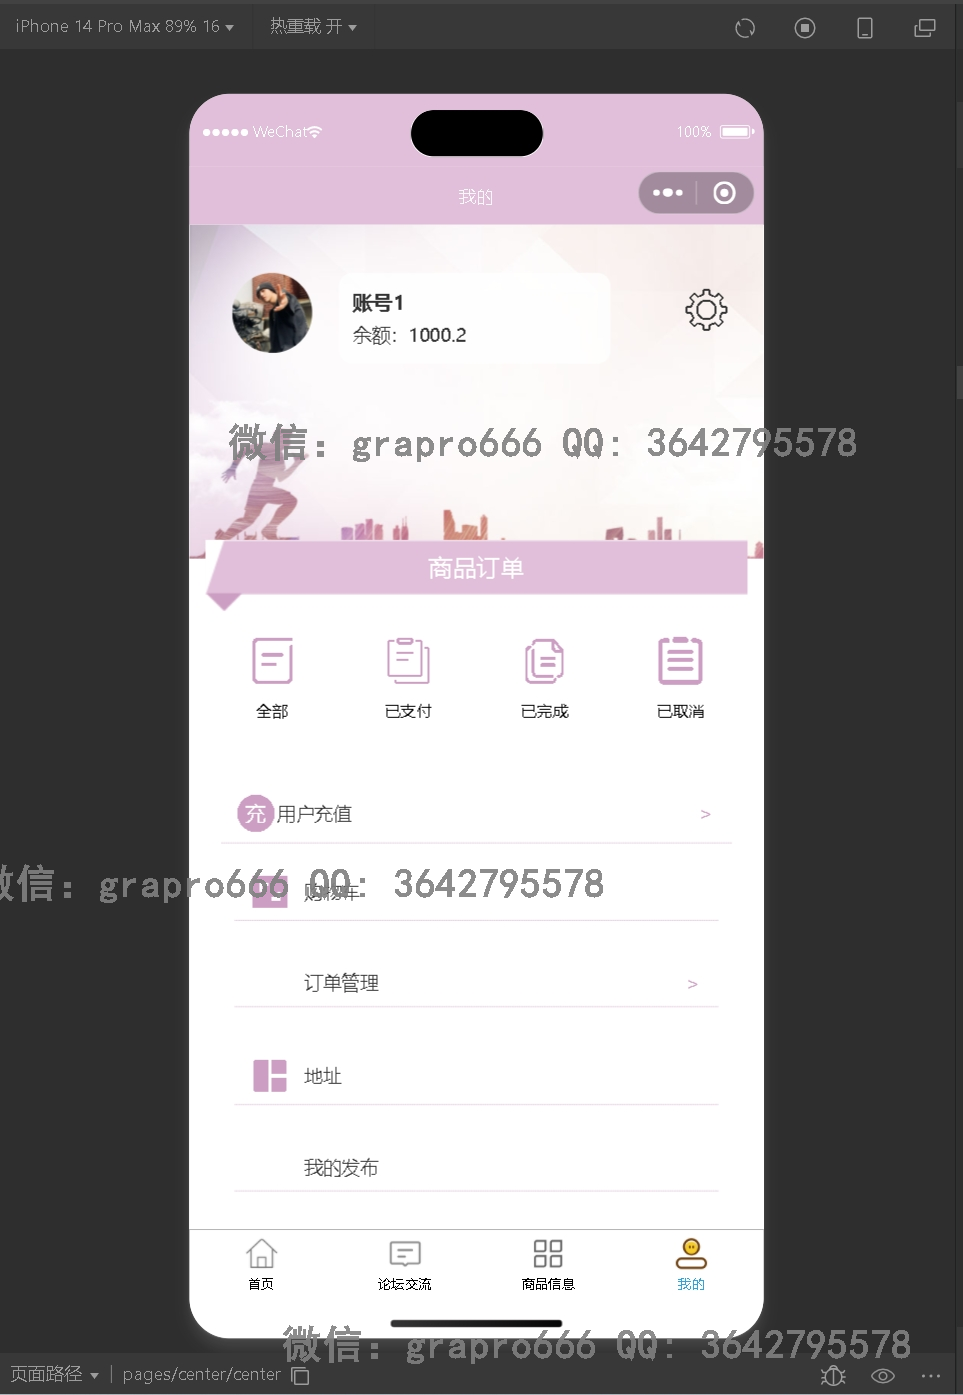 iPhone 14 Pro Max 89% 16 热重载 开
WeChat 100%
我的
账号1
余额：1000.2
微信：grapro666 QQ：3642795578
商品订单
全部 已支付 已完成 已取消
充 用户充值 >
微信：grapro666 QQ：3642795578
购物车
订单管理 >
地址
我的发布
首页 论坛交流 商品信息 我的
微信：grapro666 QQ：3642795578
页面路径 pages/center/center